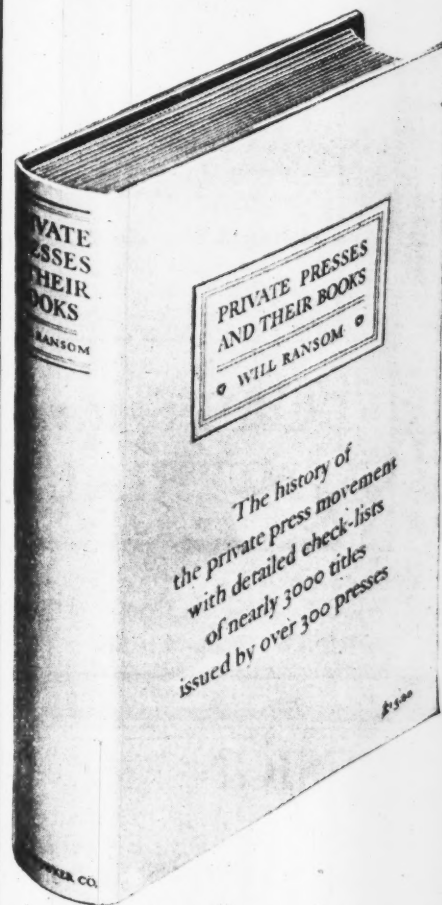 IVATE
ESSES
THEIR
OOKS
RANSOM
PRIVATE PRESSES
AND THEIR BOOKS
WILL RANSOM
The history of
the private press movement
with detailed check-lists
of nearly 3000 titles
issued by over 300 presses
$15.00
CO.